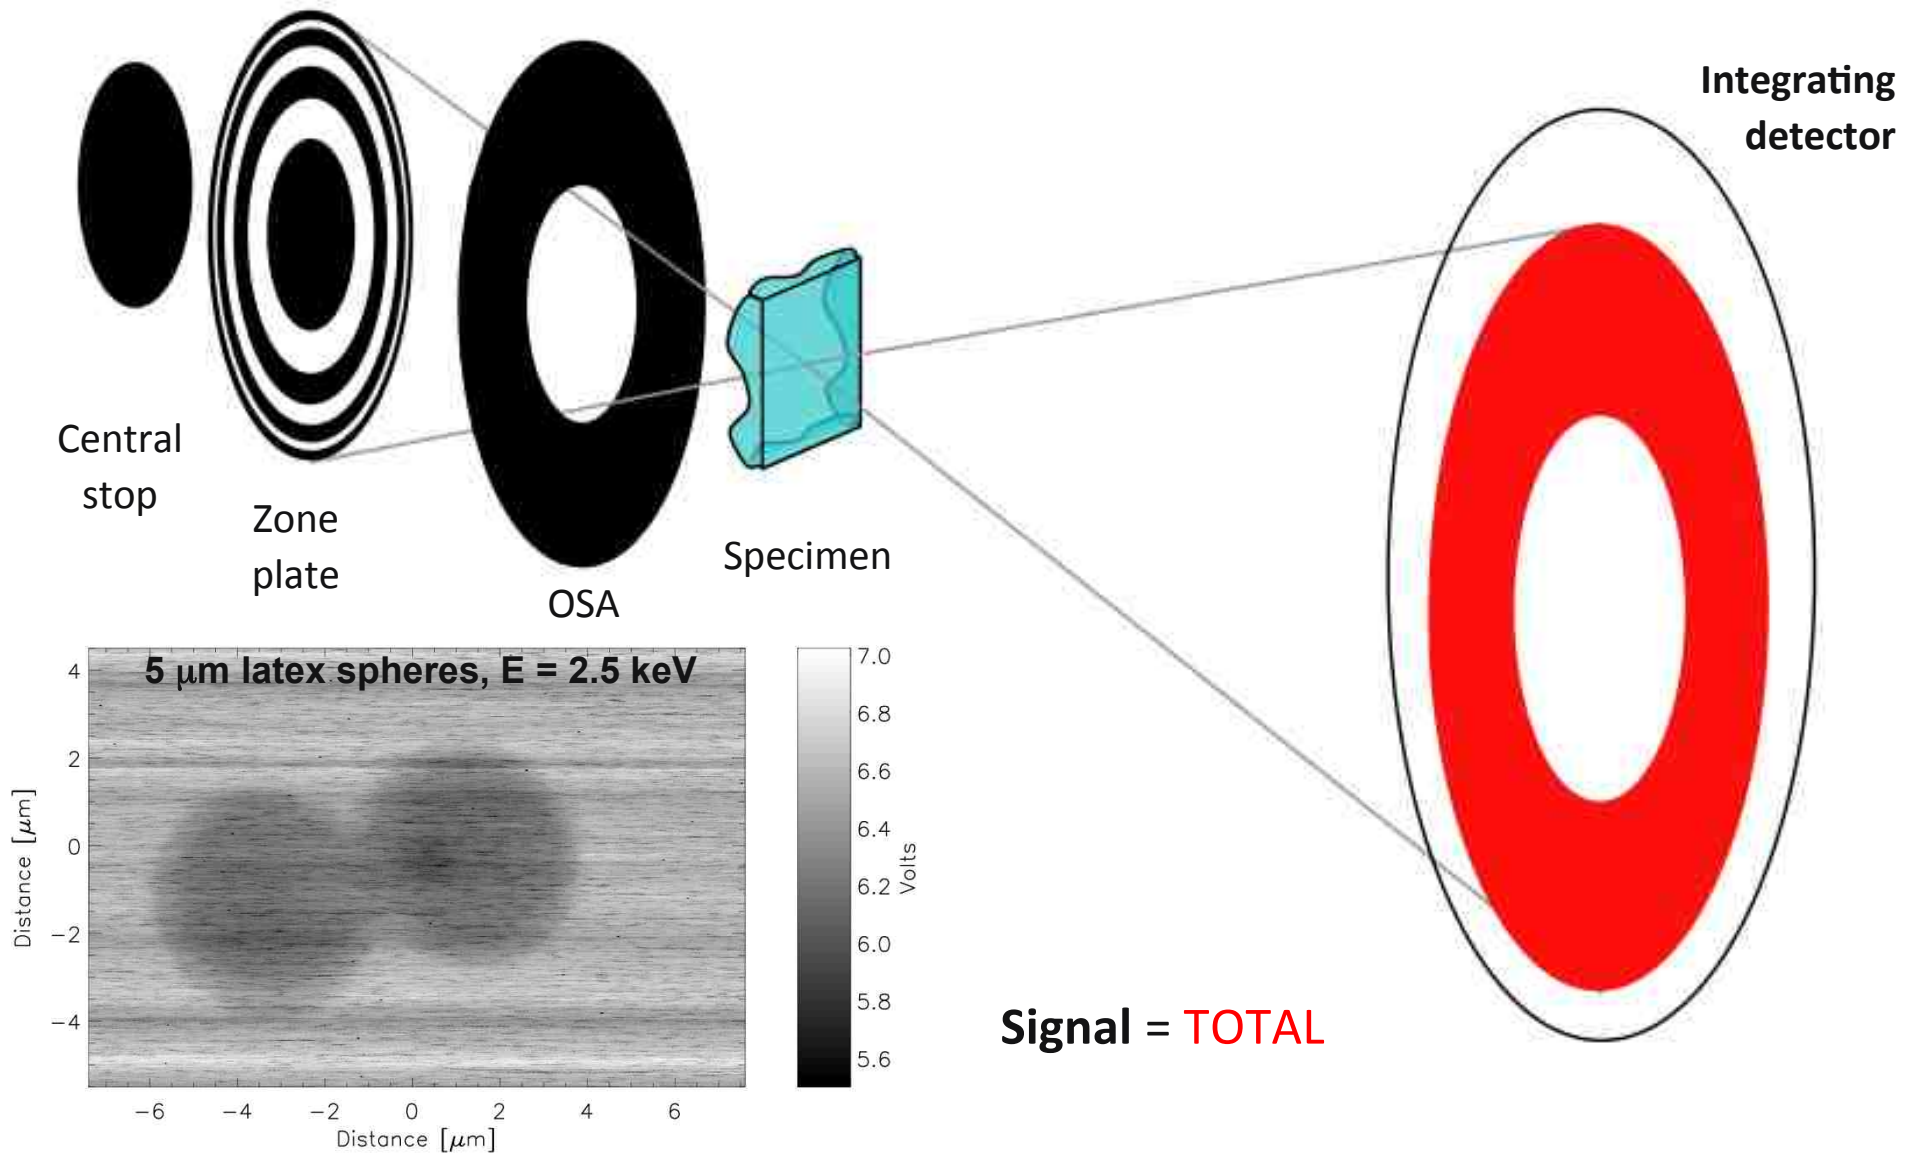 Integrating
detector
Central
stop
Zone
plate
OSA
Specimen
5 μm latex spheres, E = 2.5 keV
4
2
0
−2
−4
Distance [μm]
−6
−4
−2
0
2
4
6
Distance [μm]
7.0
6.8
6.6
6.4
6.2
6.0
5.8
5.6
Volts
Signal = TOTAL